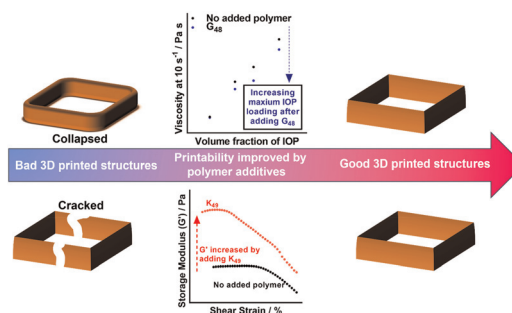 No added polymer
G48
Viscosity at 10 s-1 / Pa s
Increasing
maxium IOP
loading after
adding G48
Volume fraction of IOP
Collapsed
Bad 3D printed structures
Printability improved by
polymer additives
Good 3D printed structures
Cracked
Storage Modulus (G') / Pa
K49
G' increased by
adding K49
No added polymer
Shear Strain / %